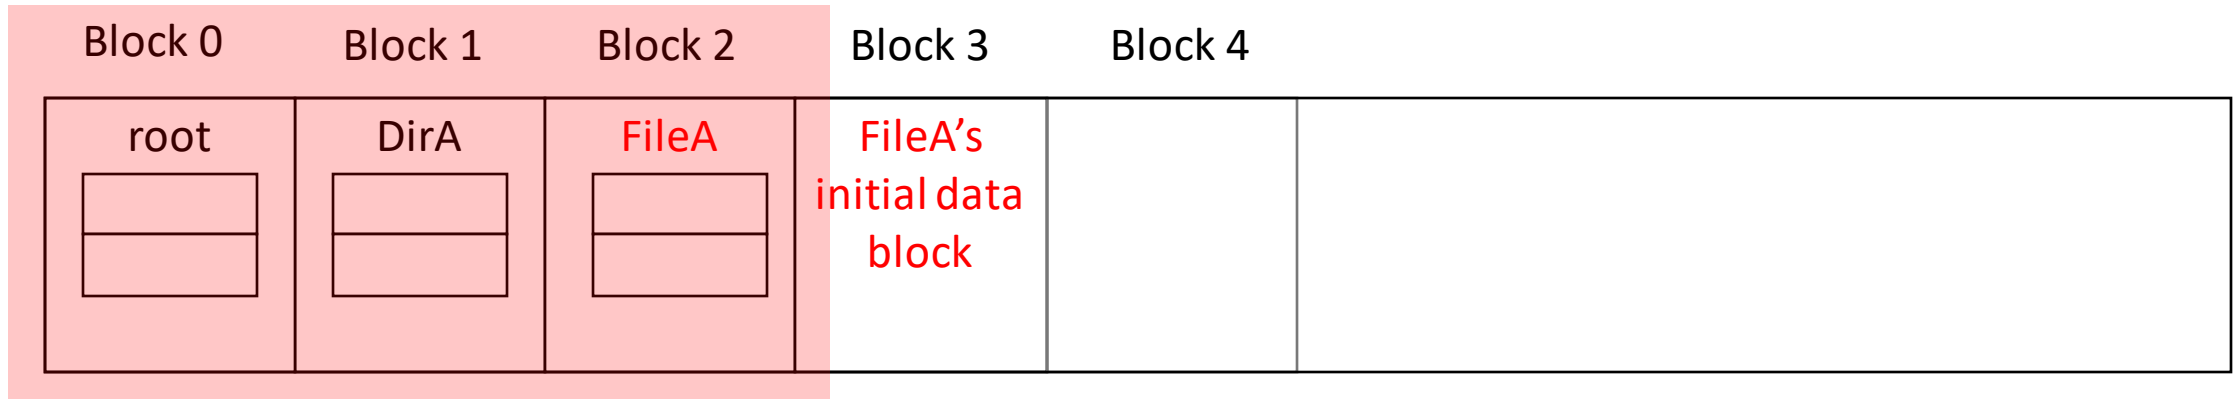 Block 0
Block 1
Block 2
Block 3
Block 4
root
DirA
FileA
FileA’s
initial data
block